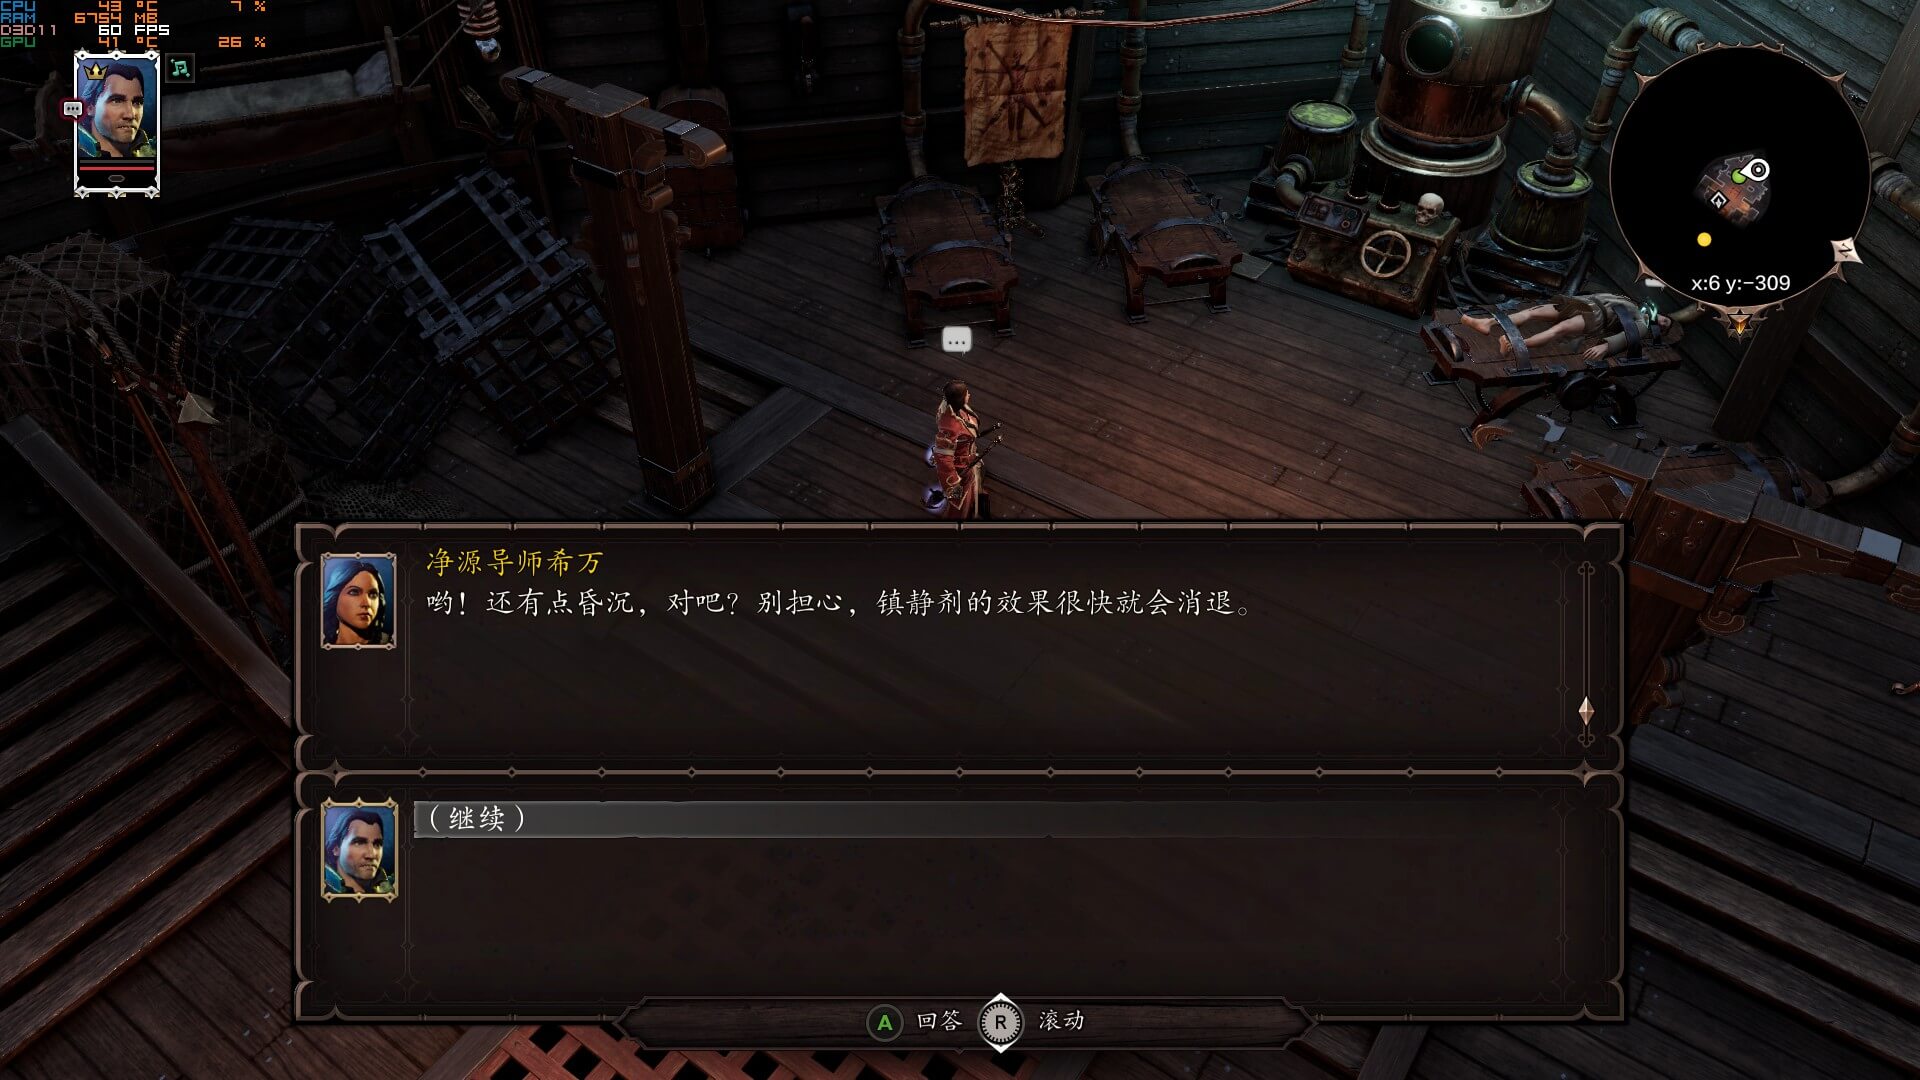 CPU 43 °C 7 %
RAM 6754 MB
D3D11 60 FPS
GPU 41 °C 26 %
x:6 y:-309
净源导师希万
哟！还有点昏沉，对吧？别担心，镇静剂的效果很快就会消退。
（继续）
A 回答 R 滚动